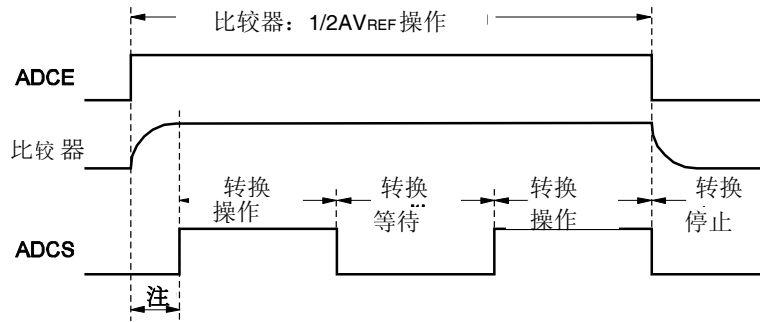 比较器：1/2AVREF操作
ADCE
比较器
转换 转换 转换 转换
操作 等待 操作 停止
ADCS
注